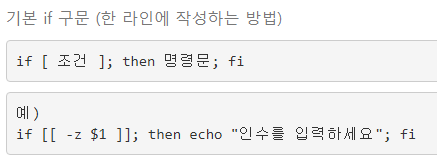 기본 if 구문 (한 라인에 작성하는 방법)
if [ 조건 ]; then 명령문; fi
예)
if [[ -z $1 ]]; then echo "인수를 입력하세요"; fi